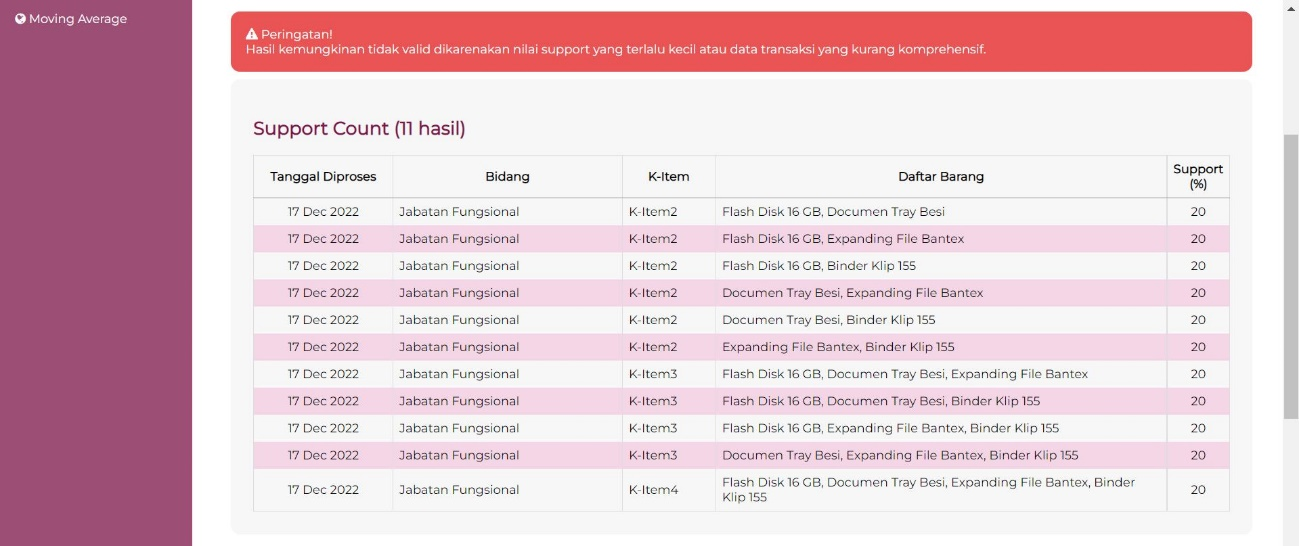 Moving Average
Peringatan!
Hasil kemungkinan tidak valid dikarenakan nilai support yang terlalu kecil atau data transaksi yang kurang komprehensif.
Support Count (11 hasil)
Tanggal Diproses Bidang K-Item Daftar Barang Support (%)
17 Dec 2022 Jabatan Fungsional K-Item2 Flash Disk 16 GB, Documen Tray Besi 20
17 Dec 2022 Jabatan Fungsional K-Item2 Flash Disk 16 GB, Expanding File Bantex 20
17 Dec 2022 Jabatan Fungsional K-Item2 Flash Disk 16 GB, Binder Klip 155 20
17 Dec 2022 Jabatan Fungsional K-Item2 Documen Tray Besi, Expanding File Bantex 20
17 Dec 2022 Jabatan Fungsional K-Item2 Documen Tray Besi, Binder Klip 155 20
17 Dec 2022 Jabatan Fungsional K-Item2 Expanding File Bantex, Binder Klip 155 20
17 Dec 2022 Jabatan Fungsional K-Item3 Flash Disk 16 GB, Documen Tray Besi, Expanding File Bantex 20
17 Dec 2022 Jabatan Fungsional K-Item3 Flash Disk 16 GB, Documen Tray Besi, Binder Klip 155 20
17 Dec 2022 Jabatan Fungsional K-Item3 Flash Disk 16 GB, Expanding File Bantex, Binder Klip 155 20
17 Dec 2022 Jabatan Fungsional K-Item3 Documen Tray Besi, Expanding File Bantex, Binder Klip 155 20
17 Dec 2022 Jabatan Fungsional K-Item4 Flash Disk 16 GB, Documen Tray Besi, Expanding File Bantex, Binder
Klip 155 20